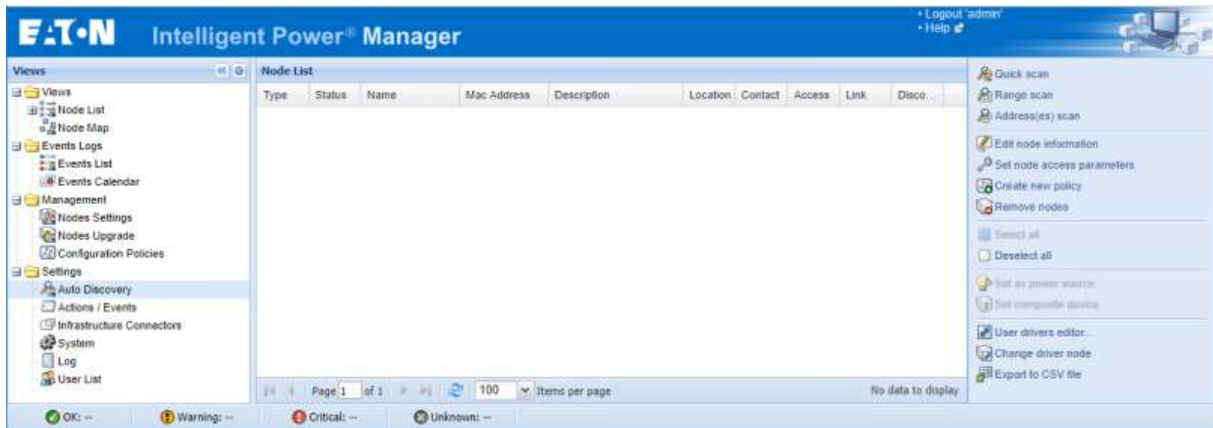 EATON
Intelligent Power® Manager
• Logout 'admin'
• Help
Views
Views
Node List
Node Map
Events Logs
Events List
Events Calendar
Management
Nodes Settings
Nodes Upgrade
Configuration Policies
Settings
Auto Discovery
Actions / Events
Infrastructure Connectors
System
Log
User List
Node List
Type Status Name Mac Address Description Location Contact Access Link Disco...
Page 1 of 1 100 Items per page No data to display
Quick scan
Range scan
Address(es) scan
Edit node information
Set node access parameters
Create new policy
Remove nodes
Select all
Deselect all
Set as power source
Set composite device
User drivers editor...
Change driver node
Export to CSV file
OK: -- Warning: -- Critical: -- Unknown: --